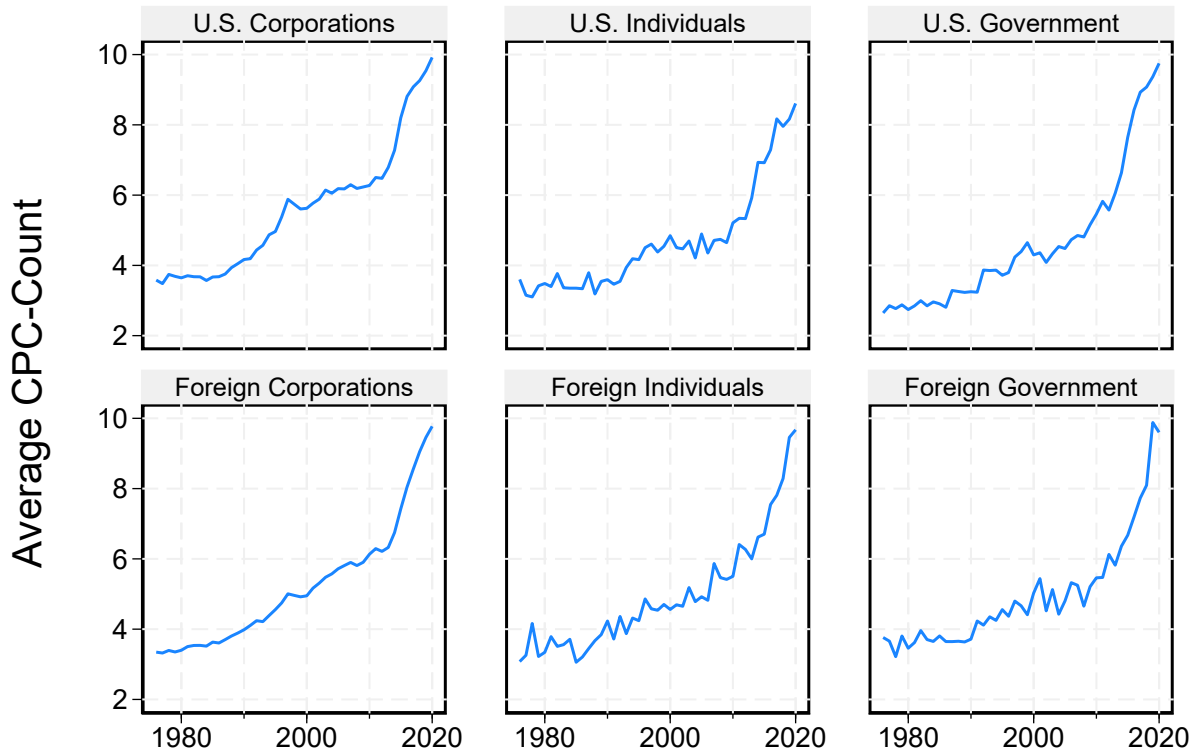 U.S. Corporations
U.S. Individuals
U.S. Government
10
8
6
4
2
Average CPC-Count
Foreign Corporations
Foreign Individuals
Foreign Government
10
8
6
4
2
1980 2000 2020
1980 2000 2020
1980 2000 2020